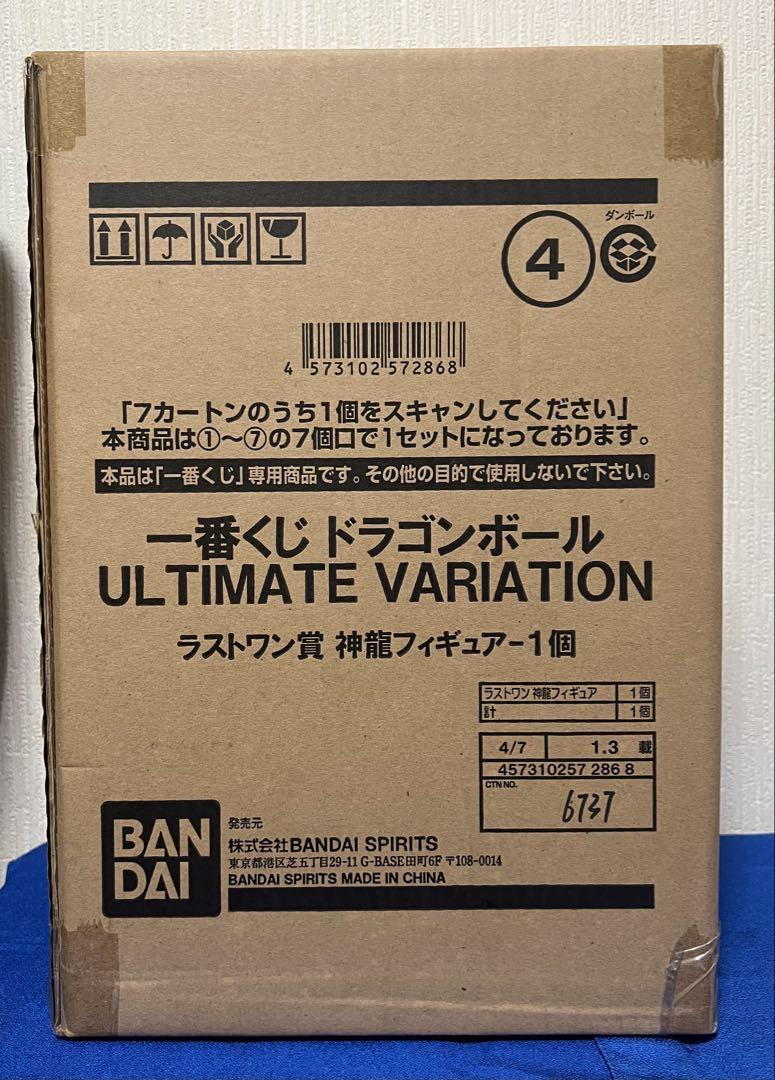 ダンボール
4
4 573102 572868
「7カートンのうち1個をスキャンしてください」
本商品は①〜⑦の7個口で1セットになっております。
本品は「一番くじ」専用商品です。その他の目的で使用しないで下さい。
一番くじ ドラゴンボール
ULTIMATE VARIATION
ラストワン賞 神龍フィギュア-1個
ラストワン 神龍フィギュア 1個
計 1個
4/7 1.3 載
457310257 286 8
CTN NO.
6737
BAN
DAI
発売元
株式会社BANDAI SPIRITS
東京都港区芝五丁目29-11 G-BASE田町6F 〒108-0014
BANDAI SPIRITS MADE IN CHINA